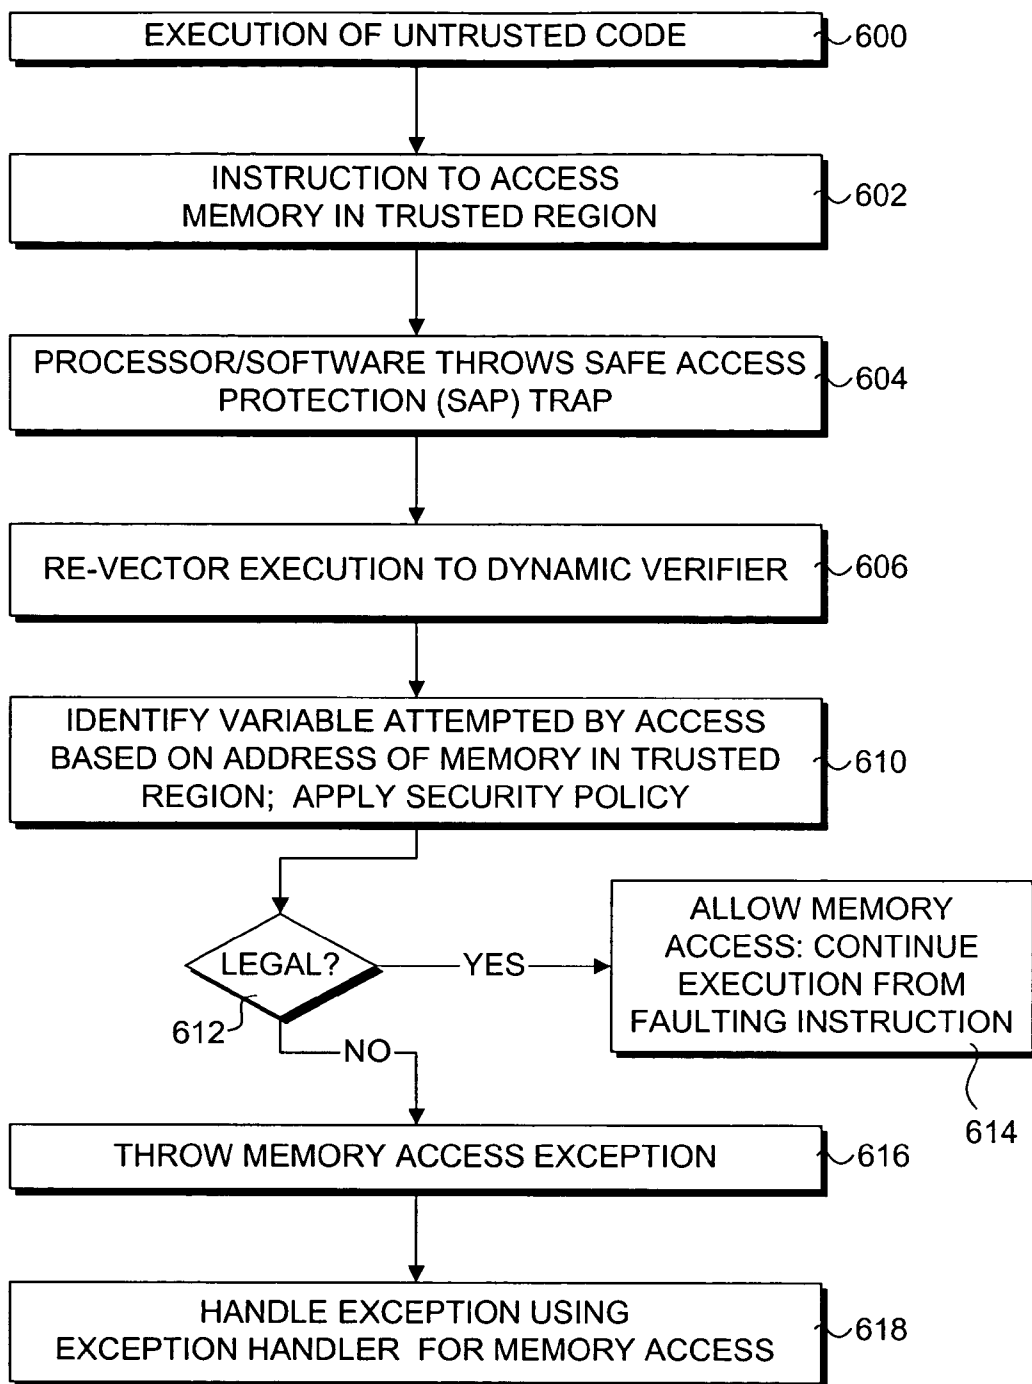 EXECUTION OF UNTRUSTED CODE
600
INSTRUCTION TO ACCESS
MEMORY IN TRUSTED REGION
602
PROCESSOR/SOFTWARE THROWS SAFE ACCESS
PROTECTION (SAP) TRAP
604
RE-VECTOR EXECUTION TO DYNAMIC VERIFIER
606
IDENTIFY VARIABLE ATTEMPTED BY ACCESS
BASED ON ADDRESS OF MEMORY IN TRUSTED
REGION; APPLY SECURITY POLICY
610
LEGAL?
612
YES
ALLOW MEMORY
ACCESS: CONTINUE
EXECUTION FROM
FAULTING INSTRUCTION
614
NO
THROW MEMORY ACCESS EXCEPTION
616
HANDLE EXCEPTION USING
EXCEPTION HANDLER FOR MEMORY ACCESS
618